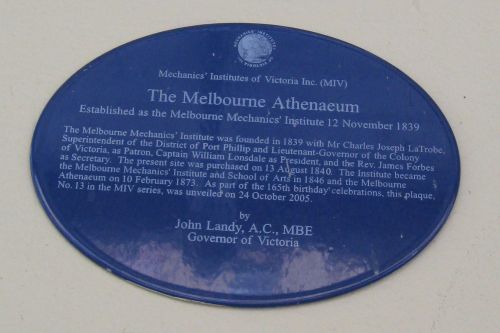 Mechanics' Institutes of Victoria Inc. (MIV)
The Melbourne Athenaeum
Established as the Melbourne Mechanics' Institute 12 November 1839
The Melbourne Mechanics' Institute was founded in 1839 with Mr Charles Joseph LaTrobe,
Superintendent of the District of Port Phillip and Lieutenant-Governor of the Colony
of Victoria, as Patron, Captain William Lonsdale as President, and the Rev. James Forbes
as Secretary. The present site was purchased on 13 August 1840. The Institute became
the Melbourne Mechanics' Institute and School of Arts in 1846 and the Melbourne
Athenaeum on 10 February 1873. As part of the 165th birthday celebrations, this plaque,
No. 13 in the MIV series, was unveiled on 24 October 2005.
by
John Landy, A.C., MBE
Governor of Victoria